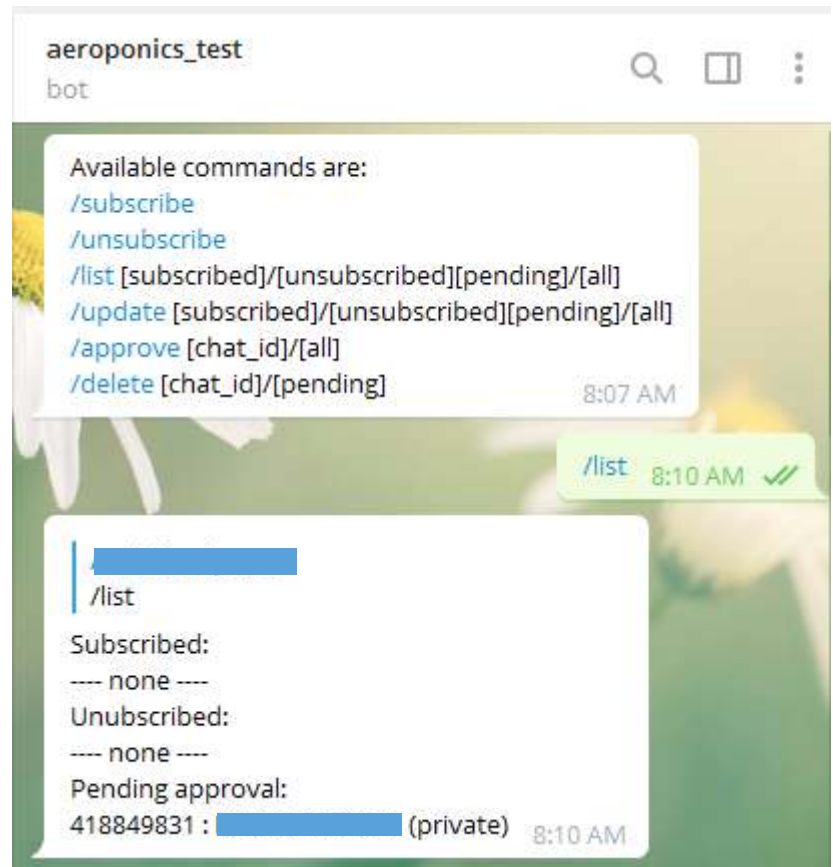 aeroponics_test
bot
Available commands are:
/subscribe
/unsubscribe
/list [subscribed]/[unsubscribed][pending]/[all]
/update [subscribed]/[unsubscribed][pending]/[all]
/approve [chat_id]/[all]
/delete [chat_id]/[pending]
8:07 AM
/list 8:10 AM
/list
Subscribed:
---- none ----
Unubscribed:
---- none ----
Pending approval:
418849831 : (private) 8:10 AM